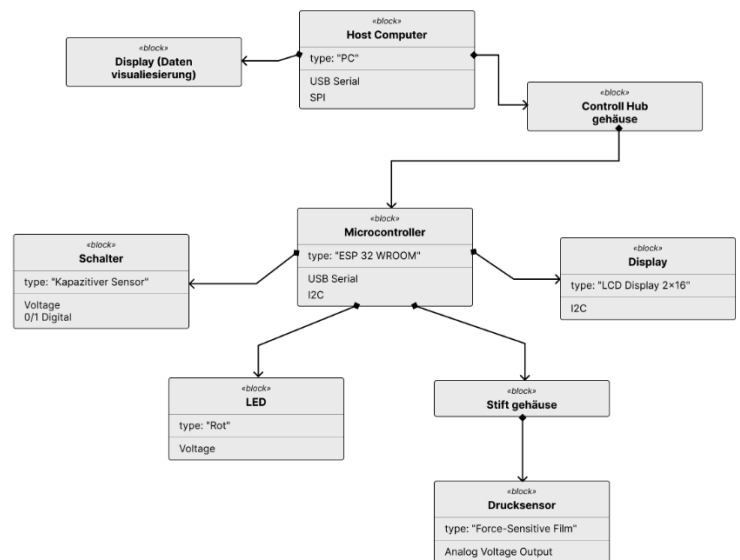 «block»
Host Computer
type: "PC"
USB Serial
SPI
«block»
Display (Daten
visualiesierung)
«block»
Controll Hub
gehäuse
«block»
Microcontroller
type: "ESP 32 WROOM"
USB Serial
I2C
«block»
Schalter
type: "Kapazitiver Sensor"
Voltage
0/1 Digital
«block»
Display
type: "LCD Display 2×16"
I2C
«block»
LED
type: "Rot"
Voltage
«block»
Stift gehäuse
«block»
Drucksensor
type: "Force-Sensitive Film"
Analog Voltage Output